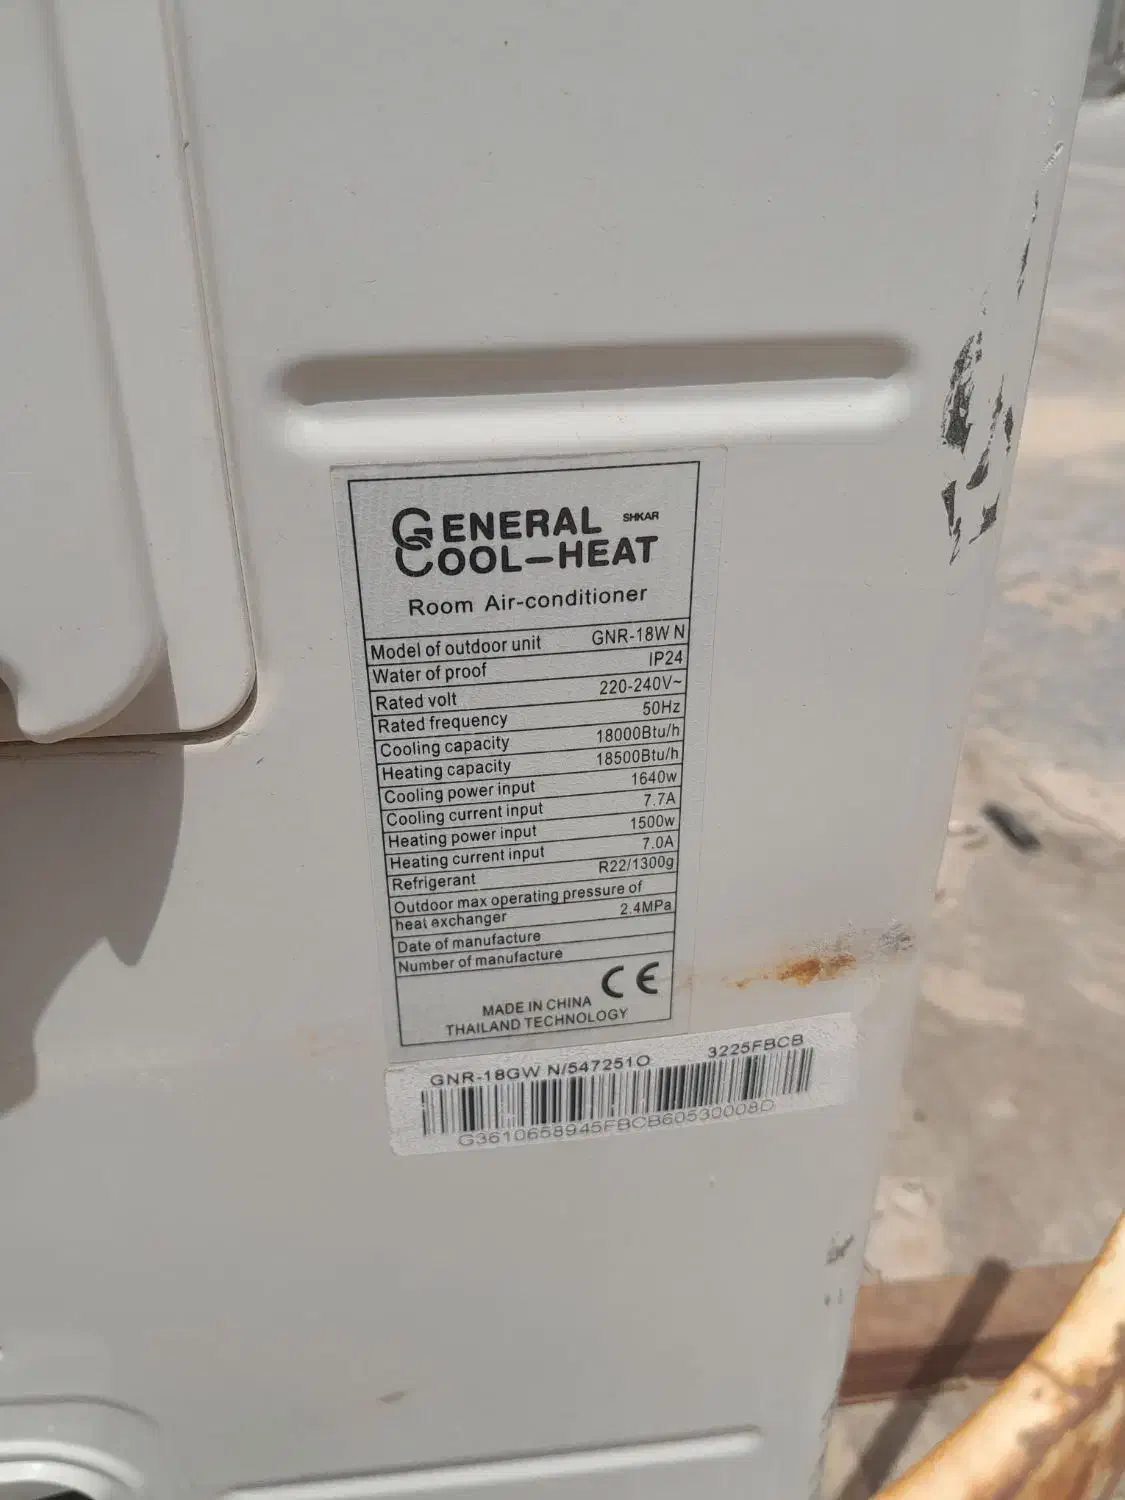 GENERAL SHKAR
COOL-HEAT
Room Air-conditioner
Model of outdoor unit GNR-18W N
Water of proof IP24
Rated volt 220-240V~
Rated frequency 50Hz
Cooling capacity 18000Btu/h
Heating capacity 18500Btu/h
Cooling power input 1640w
Cooling current input 7.7A
Heating power input 1500w
Heating current input 7.0A
Refrigerant R22/1300g
Outdoor max operating pressure of
heat exchanger 2.4MPa
Date of manufacture
Number of manufacture
CE
MADE IN CHINA
THAILAND TECHNOLOGY
GNR-18GW N/547251O 3225FBCB
G3610658945FBCB60530008D